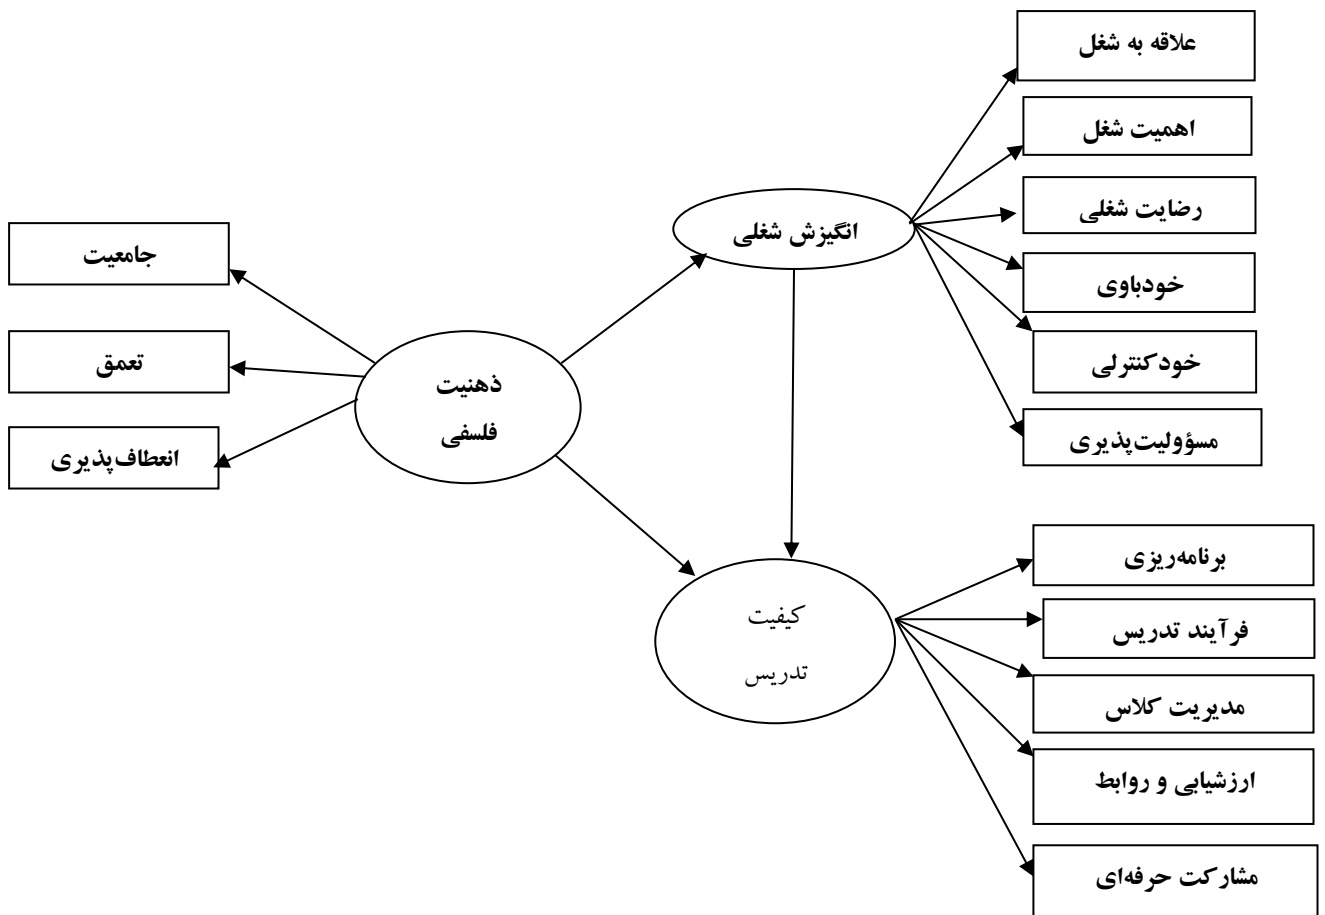 علاقه به شغل
اهمیت شغل
رضایت شغلی
خودباوی
خودکنترلی
مسؤولیت‌پذیری
انگیزش شغلی
جامعیت
تعمق
انعطاف‌پذیری
ذهنیت
فلسفی
کیفیت
تدریس
برنامه‌ریزی
فرآیند تدریس
مدیریت کلاس
ارزشیابی و روابط
مشارکت حرفه‌ای